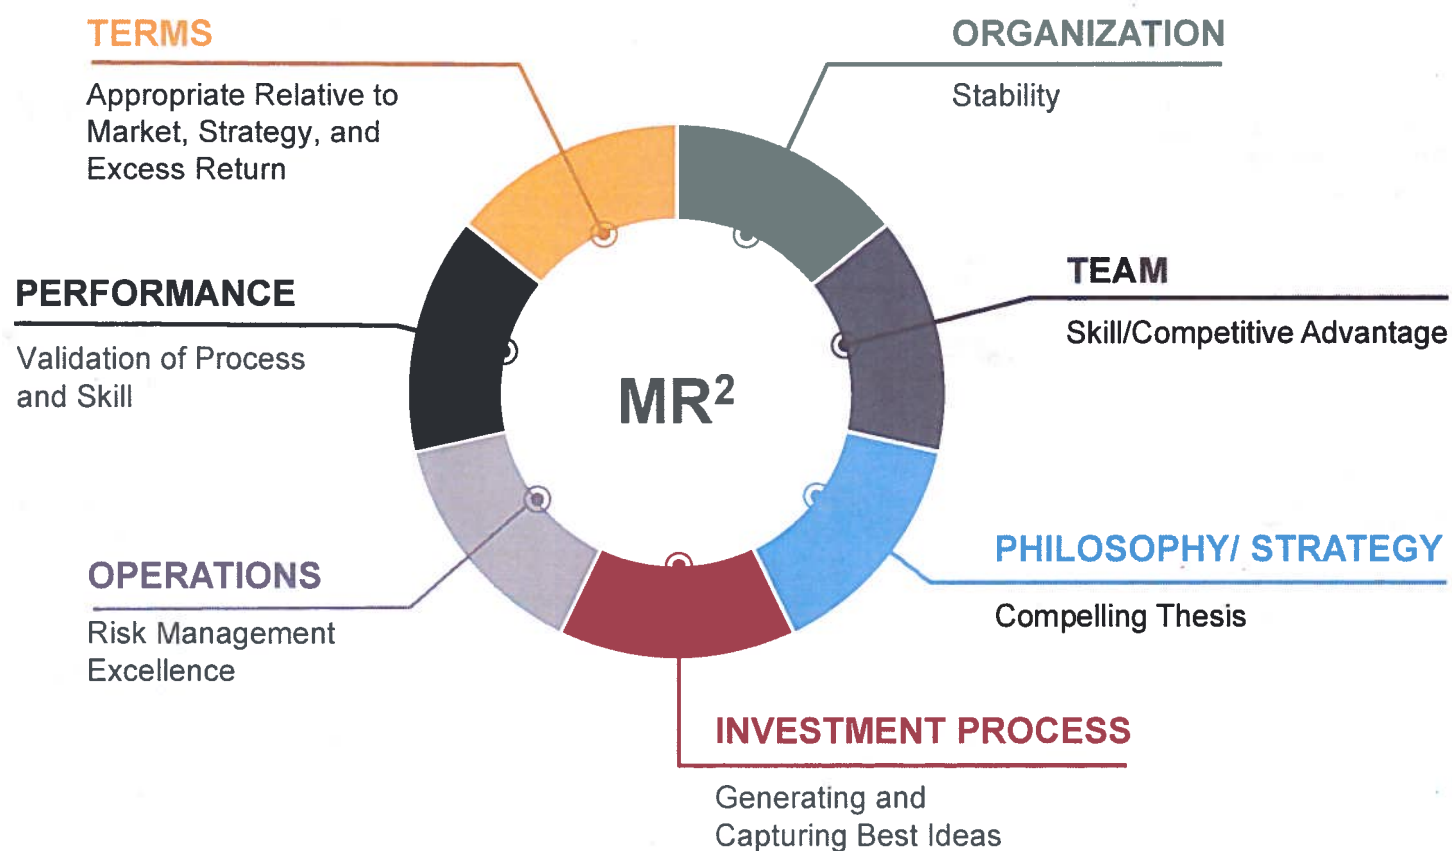 TERMS
Appropriate Relative to
Market, Strategy, and
Excess Return
ORGANIZATION
Stability
PERFORMANCE
Validation of Process
and Skill
MR²
TEAM
Skill/Competitive Advantage
OPERATIONS
Risk Management
Excellence
PHILOSOPHY/ STRATEGY
Compelling Thesis
INVESTMENT PROCESS
Generating and
Capturing Best Ideas